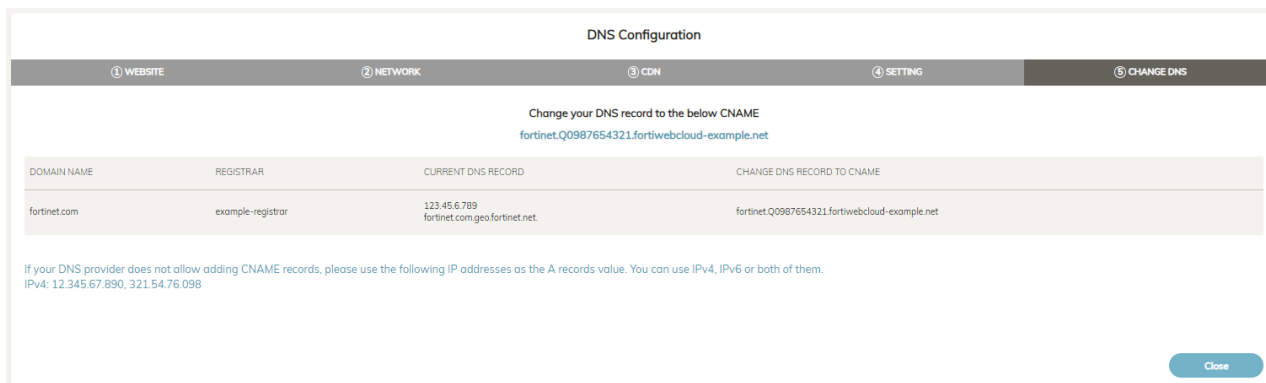 DNS Configuration
① WEBSITE ② NETWORK ③ CDN ④ SETTING ⑤ CHANGE DNS
Change your DNS record to the below CNAME
fortinet.Q0987654321.fortiwebcloud-example.net
DOMAIN NAME REGISTRAR CURRENT DNS RECORD CHANGE DNS RECORD TO CNAME
fortinet.com example-registrar 123.45.6.789 fortinet.Q0987654321.fortiwebcloud-example.net
fortinet.com.geo.fortinet.net.
If your DNS provider does not allow adding CNAME records, please use the following IP addresses as the A records value. You can use IPv4, IPv6 or both of them.
IPv4: 12.345.67.890, 321.54.76.098
Close